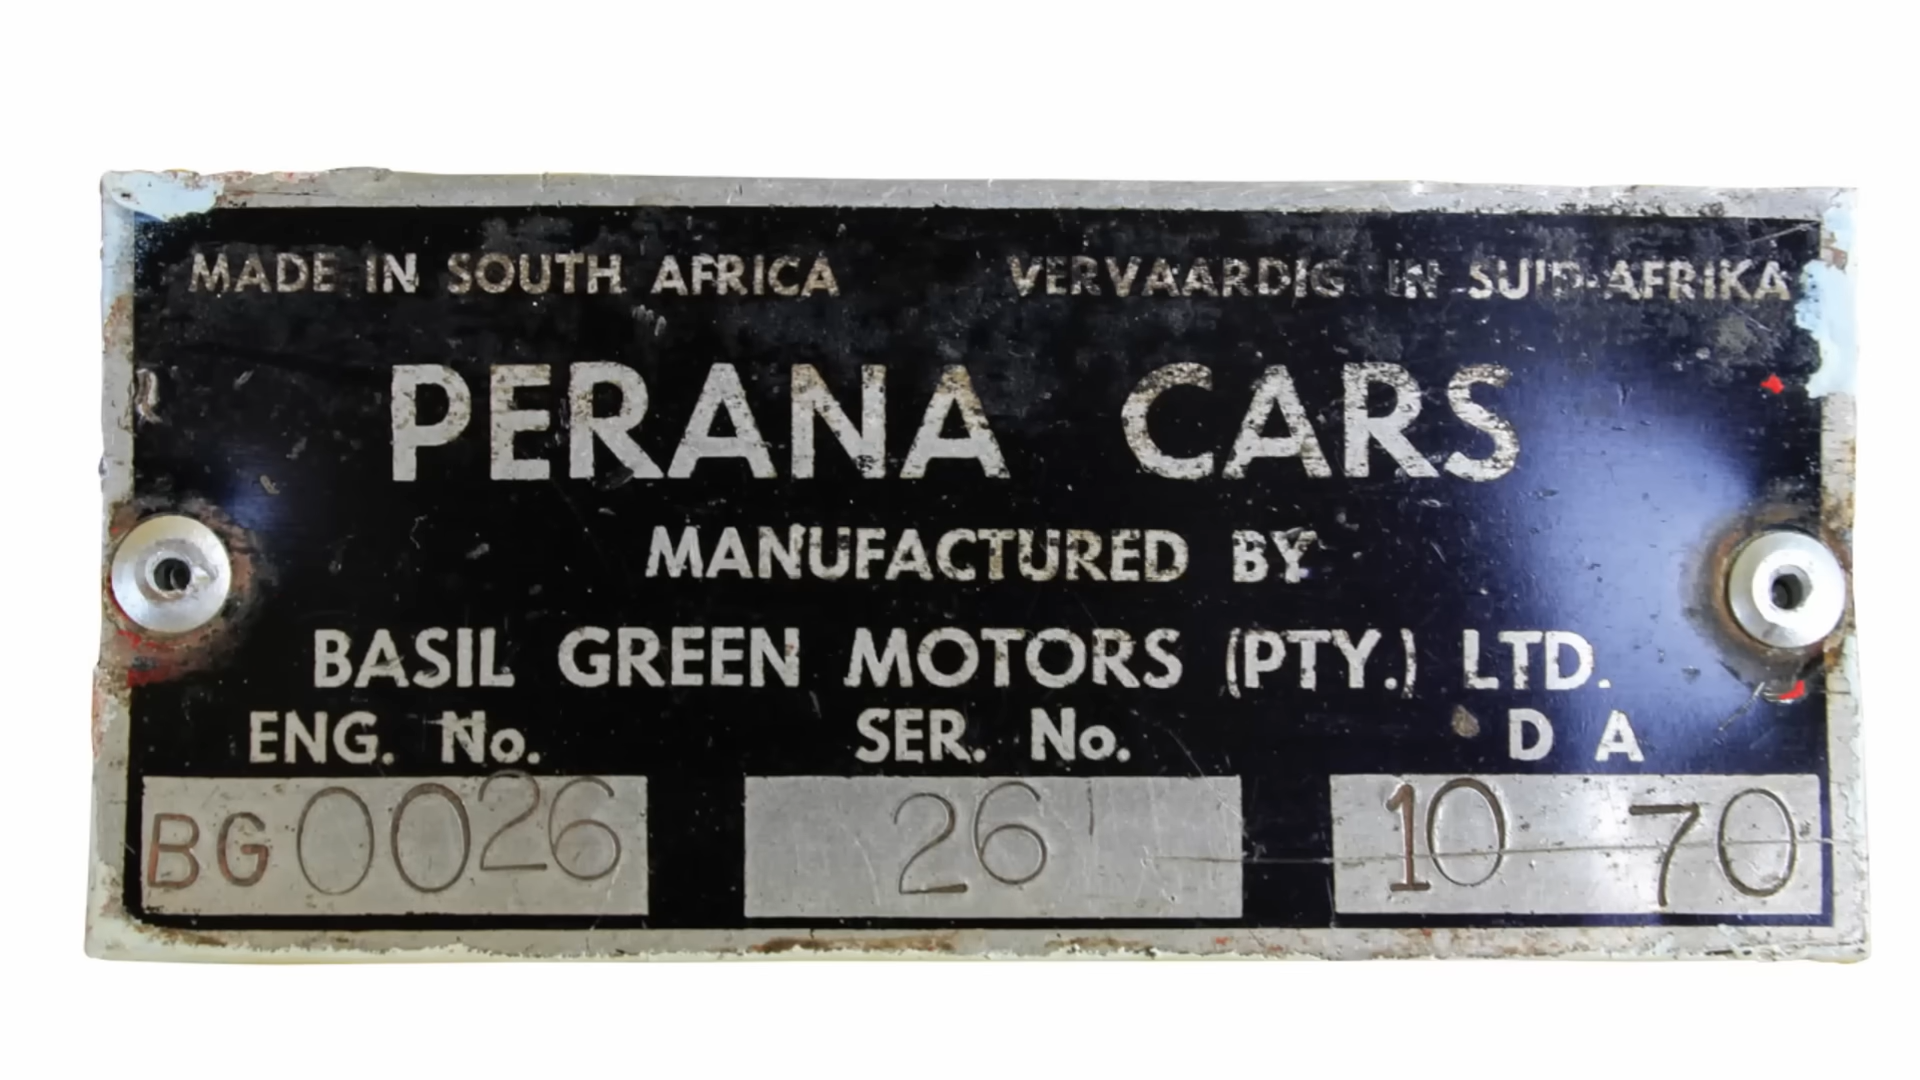 MADE IN SOUTH AFRICA VERVAARDIG IN SUID-AFRIKA
PERANA CARS
MANUFACTURED BY
BASIL GREEN MOTORS (PTY.) LTD.
ENG. No. SER. No. D A
BG0026 26 10 70